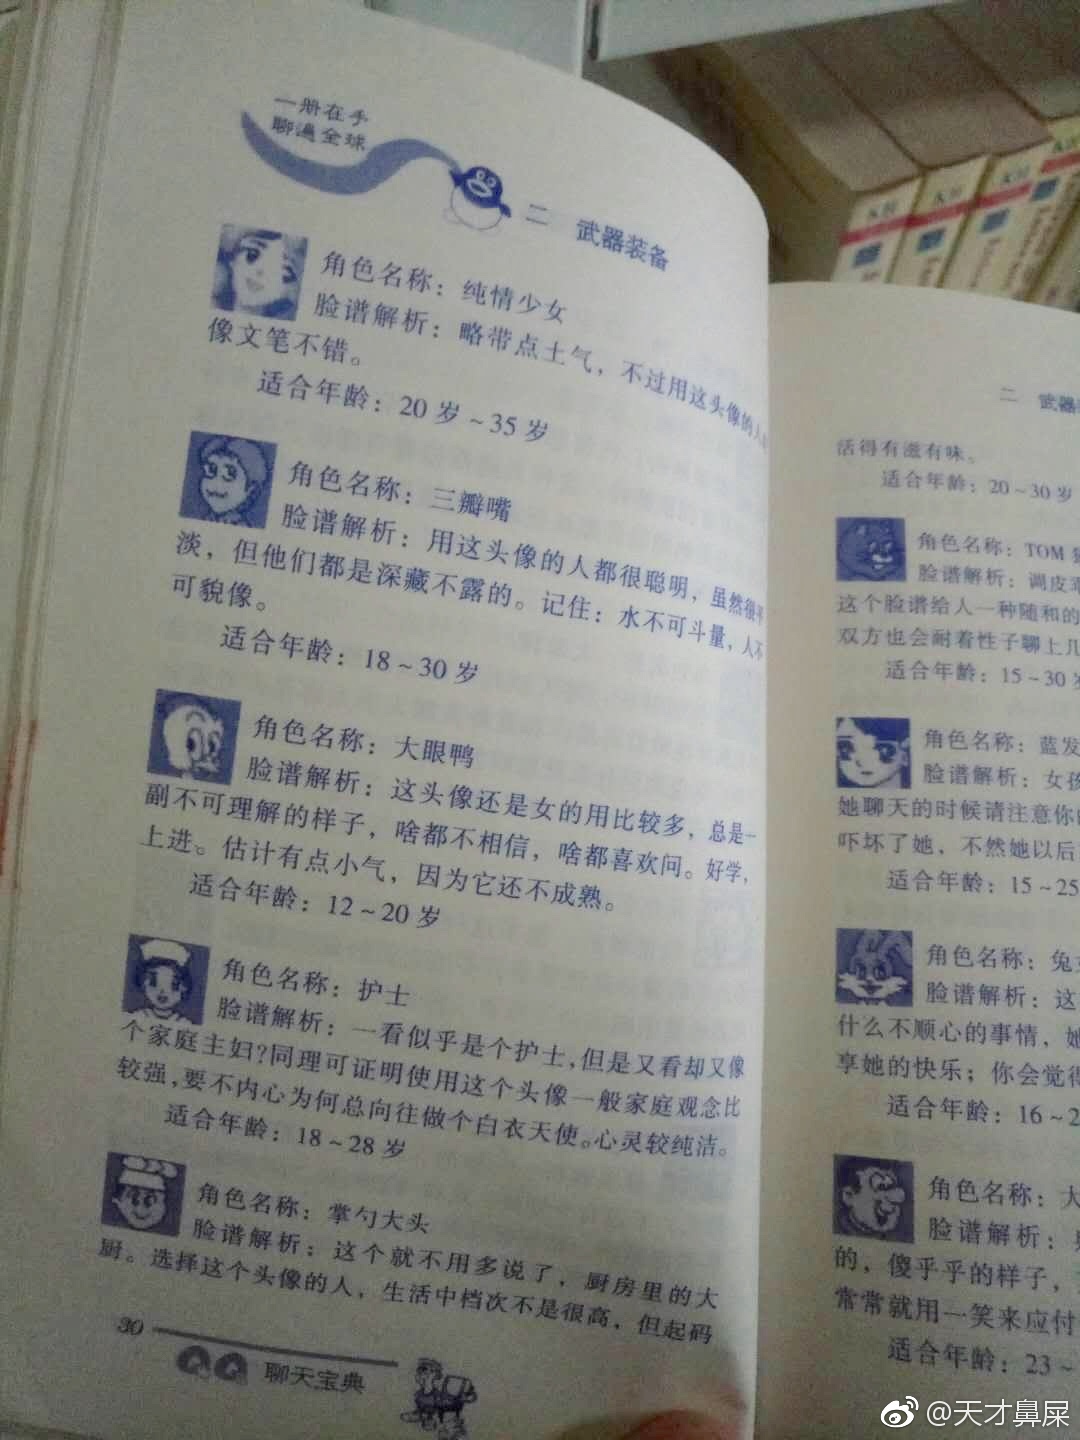 一册在手
聊遍全球
二 武器装备
角色名称：纯情少女
脸谱解析：略带点土气，不过用这头像的人
像文笔不错。
适合年龄：20岁～35岁
角色名称：三瓣嘴
脸谱解析：用这头像的人都很聪明，虽然很平
淡，但他们都是深藏不露的。记住：水不可斗量，人不
可貌像。
适合年龄：18～30岁
角色名称：大眼鸭
脸谱解析：这头像还是女的用比较多，总是一
副不可理解的样子，啥都不相信，啥都喜欢问。好学，
上进。估计有点小气，因为它还不成熟。
适合年龄：12～20岁
角色名称：护士
脸谱解析：一看似乎是个护士，但是又看却又像
个家庭主妇？同理可证明使用这个头像一般家庭观念比
较强，要不内心为何总向往做个白衣天使。心灵较纯洁。
适合年龄：18～28岁
角色名称：掌勺大头
脸谱解析：这个就不用多说了，厨房里的大
厨。选择这个头像的人，生活中档次不是很高，但起码
30
QQ 聊天宝典
二 武器
活得有滋有味。
适合年龄：20～30岁
角色名称：TOM
脸谱解析：调皮
这个脸谱给人一种随和的
双方也会耐着性子聊上几
适合年龄：15～30岁
角色名称：蓝发
脸谱解析：女孩
她聊天的时候请注意你
吓坏了她，不然她以后
适合年龄：15～25
角色名称：兔
脸谱解析：这
什么不顺心的事情，她
享她的快乐；你会觉得
适合年龄：16～2
角色名称：大
脸谱解析：
的，傻乎乎的样子，
常常就用一笑来应付
适合年龄：23～
@天才鼻屎